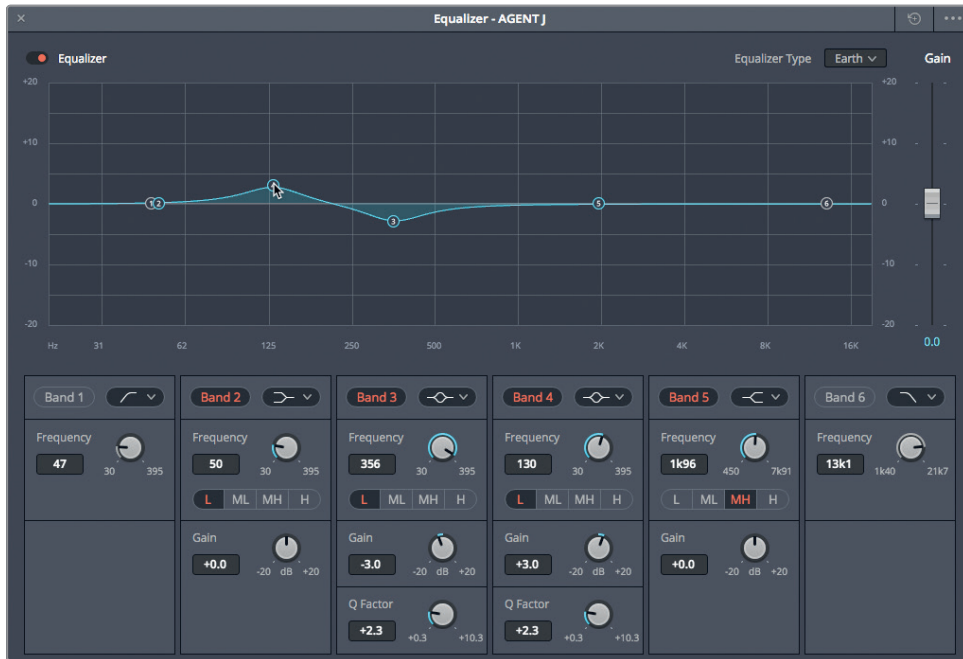 Equalizer - AGENT J
Equalizer
Equalizer Type Earth Gain
+20 +20
+10 +10
1 2 3 5 6
0 0
-10 -10
-20 -20
Hz 31 62 125 250 500 1K 2K 4K 8K 16K
0.0
Band 1 Band 2 Band 3 Band 4 Band 5 Band 6
Frequency Frequency Frequency Frequency Frequency Frequency
47 30 395 50 30 395 356 30 395 130 30 395 1k96 450 7k91 13k1 1k40 21k7
L ML MH H L ML MH H L ML MH H L ML MH H
Gain Gain Gain Gain
+0.0 -20 dB +20 -3.0 -20 dB +20 +3.0 -20 dB +20 +0.0 -20 dB +20
Q Factor Q Factor
+2.3 +0.3 +10.3 +2.3 +0.3 +10.3